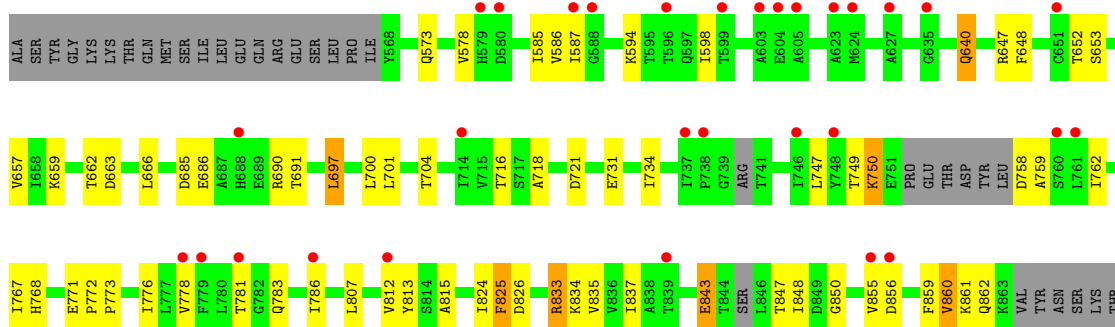 ALA SER TYR GLY LYS LYS THR GLN MET SER ILE LEU GLU GLN ARG GLU SER LEU PRO ILE Y568 Q573 V578 H579 D580 I585 V586 I587 G588 K594 T595 T596 Q597 I598 T599 A603 E604 A605 A623 M624 A627 G635 Q640 R647 F648 C651 T652 S653
V657 I658 K659 T662 D663 L666 D685 E686 A687 H688 E689 R690 T691 L697 L700 L701 T704 I714 V715 T716 S717 A718 D721 E731 I734 I737 P738 G739 ARG T741 I746 L747 Y748 T749 K750 E751 PRO GLU THR ASP TYR LEU D758 A759 S760 L761 I762
I767 H768 E771 P772 P773 I776 L777 V778 F779 L780 T781 G782 Q783 I786 L807 V812 Y813 S814 A815 I824 F825 D826 R833 K834 V835 V836 I837 A838 T839 E843 T844 SER L846 T847 I848 D849 G850 V855 D856 F859 V860 K861 Q862 K863 VAL TYR ASN SER LYS